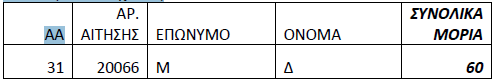 ΑΑ ΑΡ. ΑΙΤΗΣΗΣ ΕΠΩΝΥΜΟ ΟΝΟΜΑ ΣΥΝΟΛΙΚΑ ΜΟΡΙΑ
31 20066 Μ Δ 60